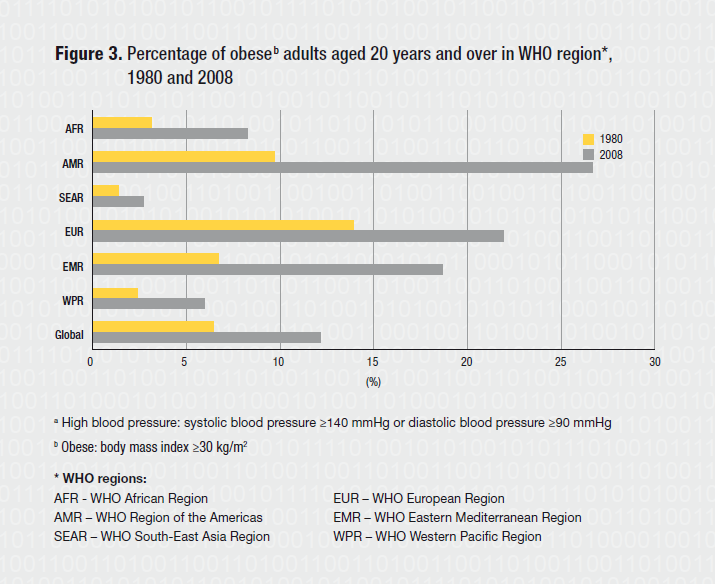 Figure 3. Percentage of obeseᵇ adults aged 20 years and over in WHO region*,
1980 and 2008
AFR
AMR
SEAR
EUR
EMR
WPR
Global
1980
2008
0 5 10 15 20 25 30
(%)
ᵃ High blood pressure: systolic blood pressure ≥140 mmHg or diastolic blood pressure ≥90 mmHg
ᵇ Obese: body mass index ≥30 kg/m²
* WHO regions:
AFR - WHO African Region
AMR – WHO Region of the Americas
SEAR – WHO South-East Asia Region
EUR – WHO European Region
EMR – WHO Eastern Mediterranean Region
WPR – WHO Western Pacific Region